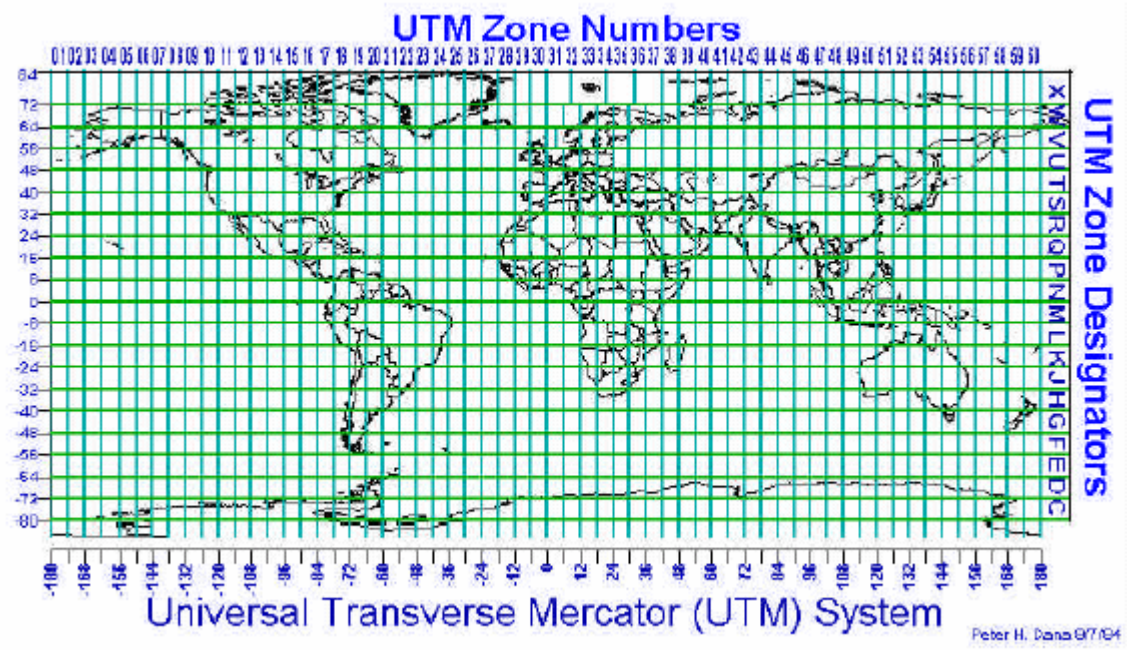 UTM Zone Numbers
01 02 03 04 05 06 07 08 09 10 11 12 13 14 15 16 17 18 19 20 21 22 23 24 25 26 27 28 29 30 31 32 33 34 35 36 37 38 39 40 41 42 43 44 45 46 47 48 49 50 51 52 53 54 55 56 57 58 59 60
84
72
64
56
48
40
32
24
16
8
0
-8
-16
-24
-32
-40
-48
-56
-64
-72
-80
X
W
V
U
T
S
R
Q
P
N
M
L
K
J
H
G
F
E
D
C
UTM Zone Designators
-180 -168 -156 -144 -132 -120 -108 -96 -84 -72 -60 -48 -36 -24 -12 0 12 24 36 48 60 72 84 96 108 120 132 144 156 168 180
Universal Transverse Mercator (UTM) System
Peter H. Dana 9/7/94